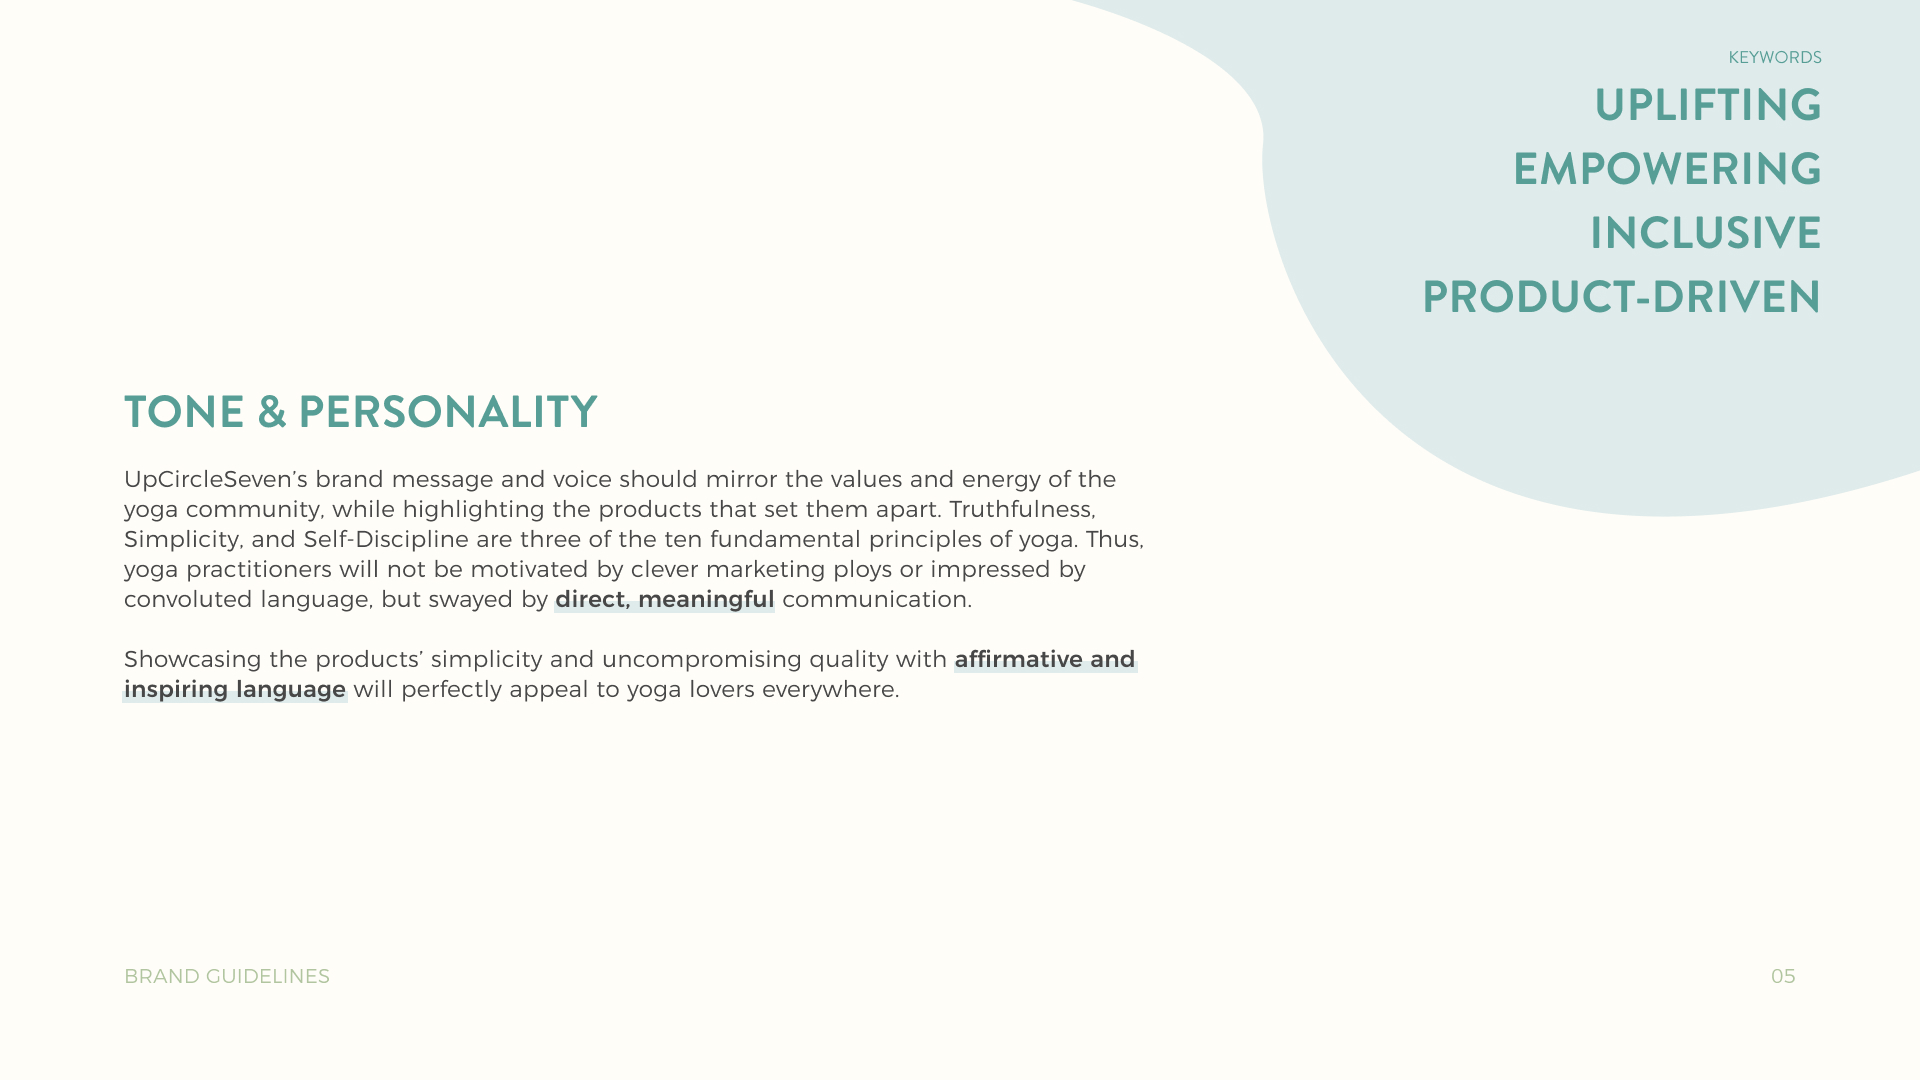 KEYWORDS
UPLIFTING
EMPOWERING
INCLUSIVE
PRODUCT-DRIVEN
TONE & PERSONALITY
UpCircleSeven’s brand message and voice should mirror the values and energy of the
yoga community, while highlighting the products that set them apart. Truthfulness,
Simplicity, and Self-Discipline are three of the ten fundamental principles of yoga. Thus,
yoga practitioners will not be motivated by clever marketing ploys or impressed by
convoluted language, but swayed by direct, meaningful communication.
Showcasing the products’ simplicity and uncompromising quality with affirmative and
inspiring language will perfectly appeal to yoga lovers everywhere.
BRAND GUIDELINES
05